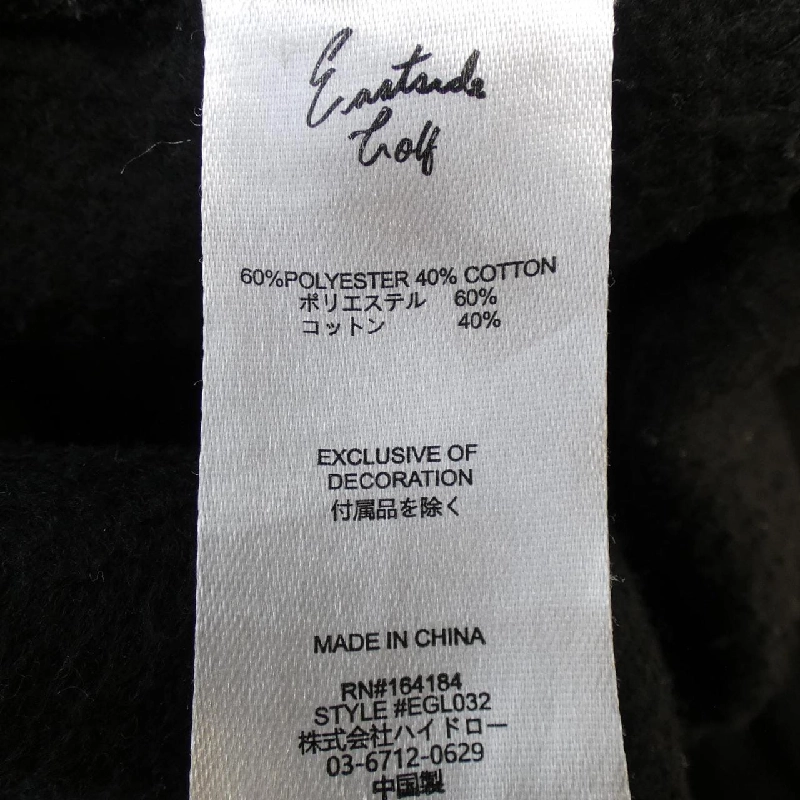 Eastside
Golf
60%POLYESTER 40% COTTON
ポリエステル 60%
コットン 40%
EXCLUSIVE OF
DECORATION
付属品を除く
MADE IN CHINA
RN#164184
STYLE #EGL032
株式会社ハイドロー
03-6712-0629
中国製